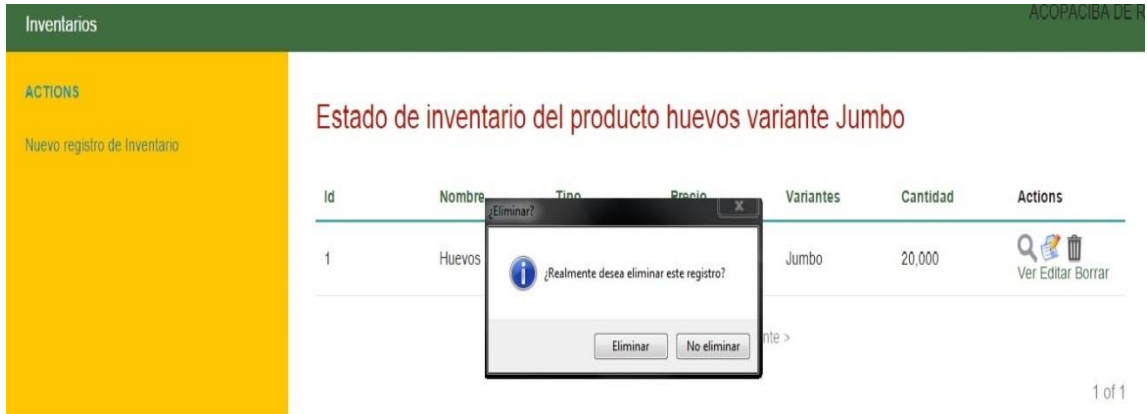 Inventarios
ACOPACIBA DE R
ACTIONS
Nuevo registro de Inventario
Estado de inventario del producto huevos variante Jumbo
Id Nombre Tipo Precio Variantes Cantidad Actions
¿Eliminar?
1 Huevos Jumbo 20,000
¿Realmente desea eliminar este registro?
Ver Editar Borrar
Eliminar No eliminar
nte >
1 of 1